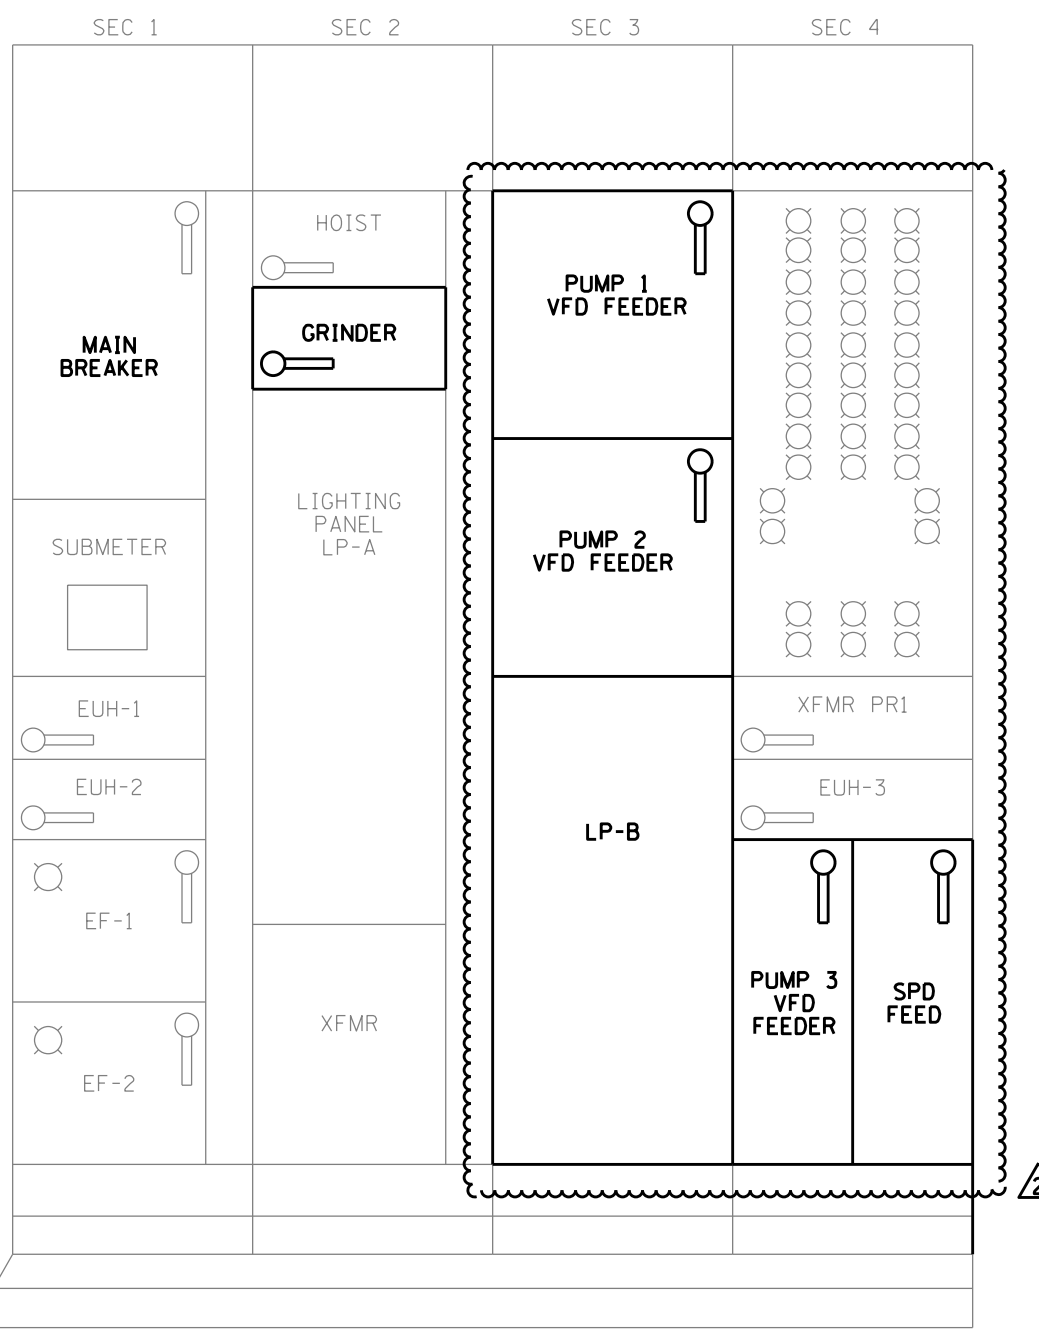 SEC 1
SEC 2
SEC 3
SEC 4
MAIN
BREAKER
SUBMETER
EUH-1
EUH-2
EF-1
EF-2
HOIST
GRINDER
LIGHTING
PANEL
LP-A
XFMR
PUMP 1
VFD FEEDER
PUMP 2
VFD FEEDER
LP-B
XFMR PR1
EUH-3
PUMP 3
VFD
FEEDER
SPD
FEED
2